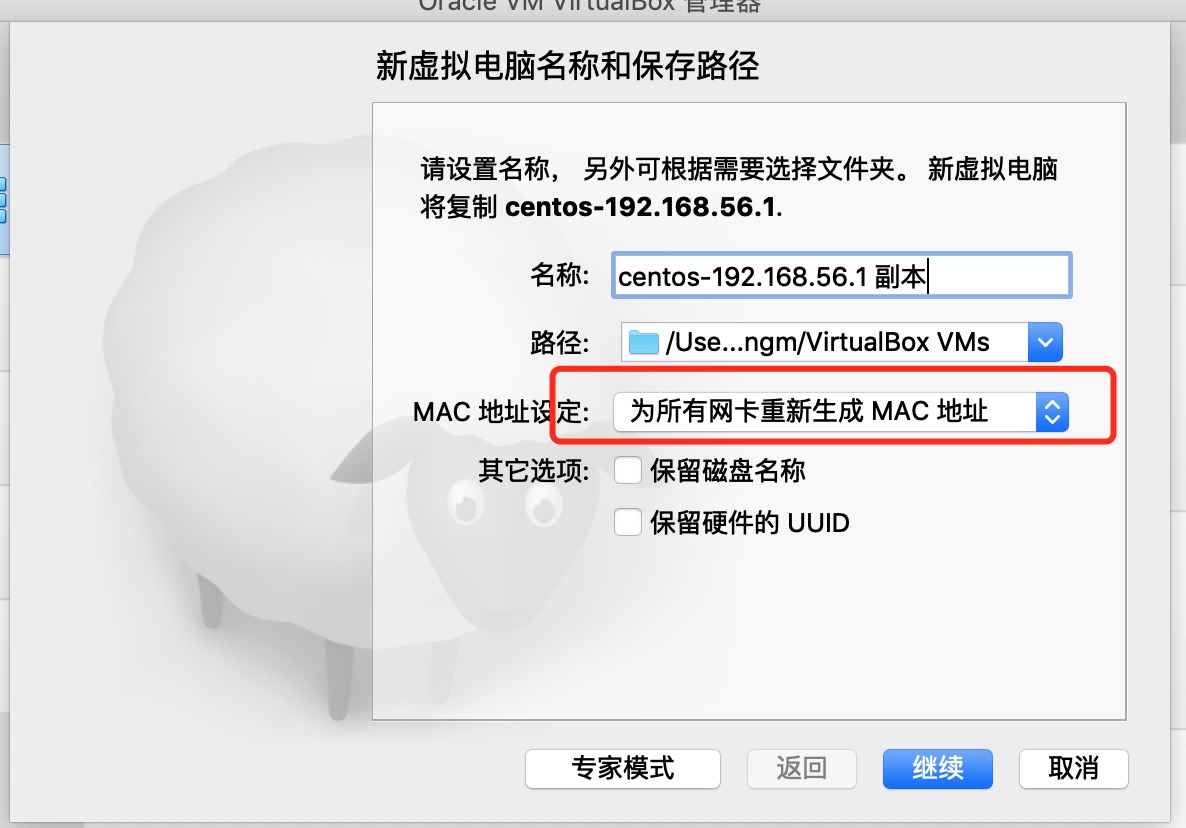 Oracle VM VirtualBox 管理器
新虚拟电脑名称和保存路径
请设置名称， 另外可根据需要选择文件夹。 新虚拟电脑
将复制 centos-192.168.56.1.
名称: centos-192.168.56.1 副本
路径: /Use...ngm/VirtualBox VMs
MAC 地址设定: 为所有网卡重新生成 MAC 地址
其它选项: 保留磁盘名称
保留硬件的 UUID
专家模式 返回 继续 取消